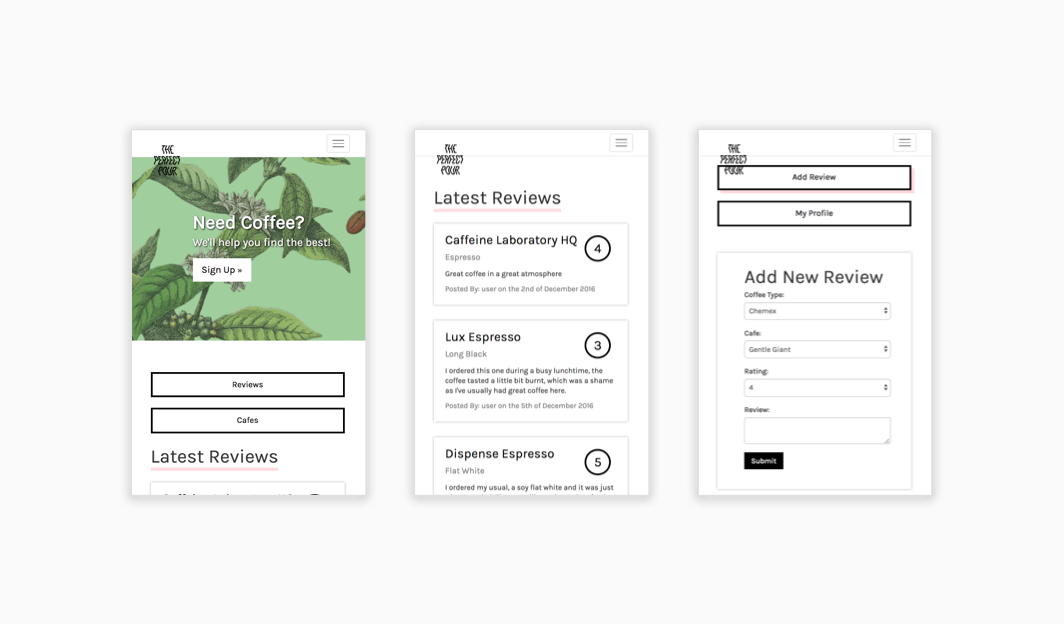 THE
PERFECT
POUR
Need Coffee?
We'll help you find the best!
Sign Up »
Reviews
Cafes
Latest Reviews
THE
PERFECT
POUR
Latest Reviews
Caffeine Laboratory HQ
4
Espresso
Great coffee in a great atmosphere
Posted By: user on the 2nd of December 2016
Lux Espresso
3
Long Black
I ordered this one during a busy lunchtime, the
coffee tasted a little bit burnt, which was a shame
as I've usually had great coffee here.
Posted By: user on the 5th of December 2016
Dispense Espresso
5
Flat White
I ordered my usual, a soy flat white and it was just
THE
PERFECT
POUR
Add Review
My Profile
Add New Review
Coffee Type:
Chemex
Cafe:
Gentle Giant
Rating:
4
Review:
Submit